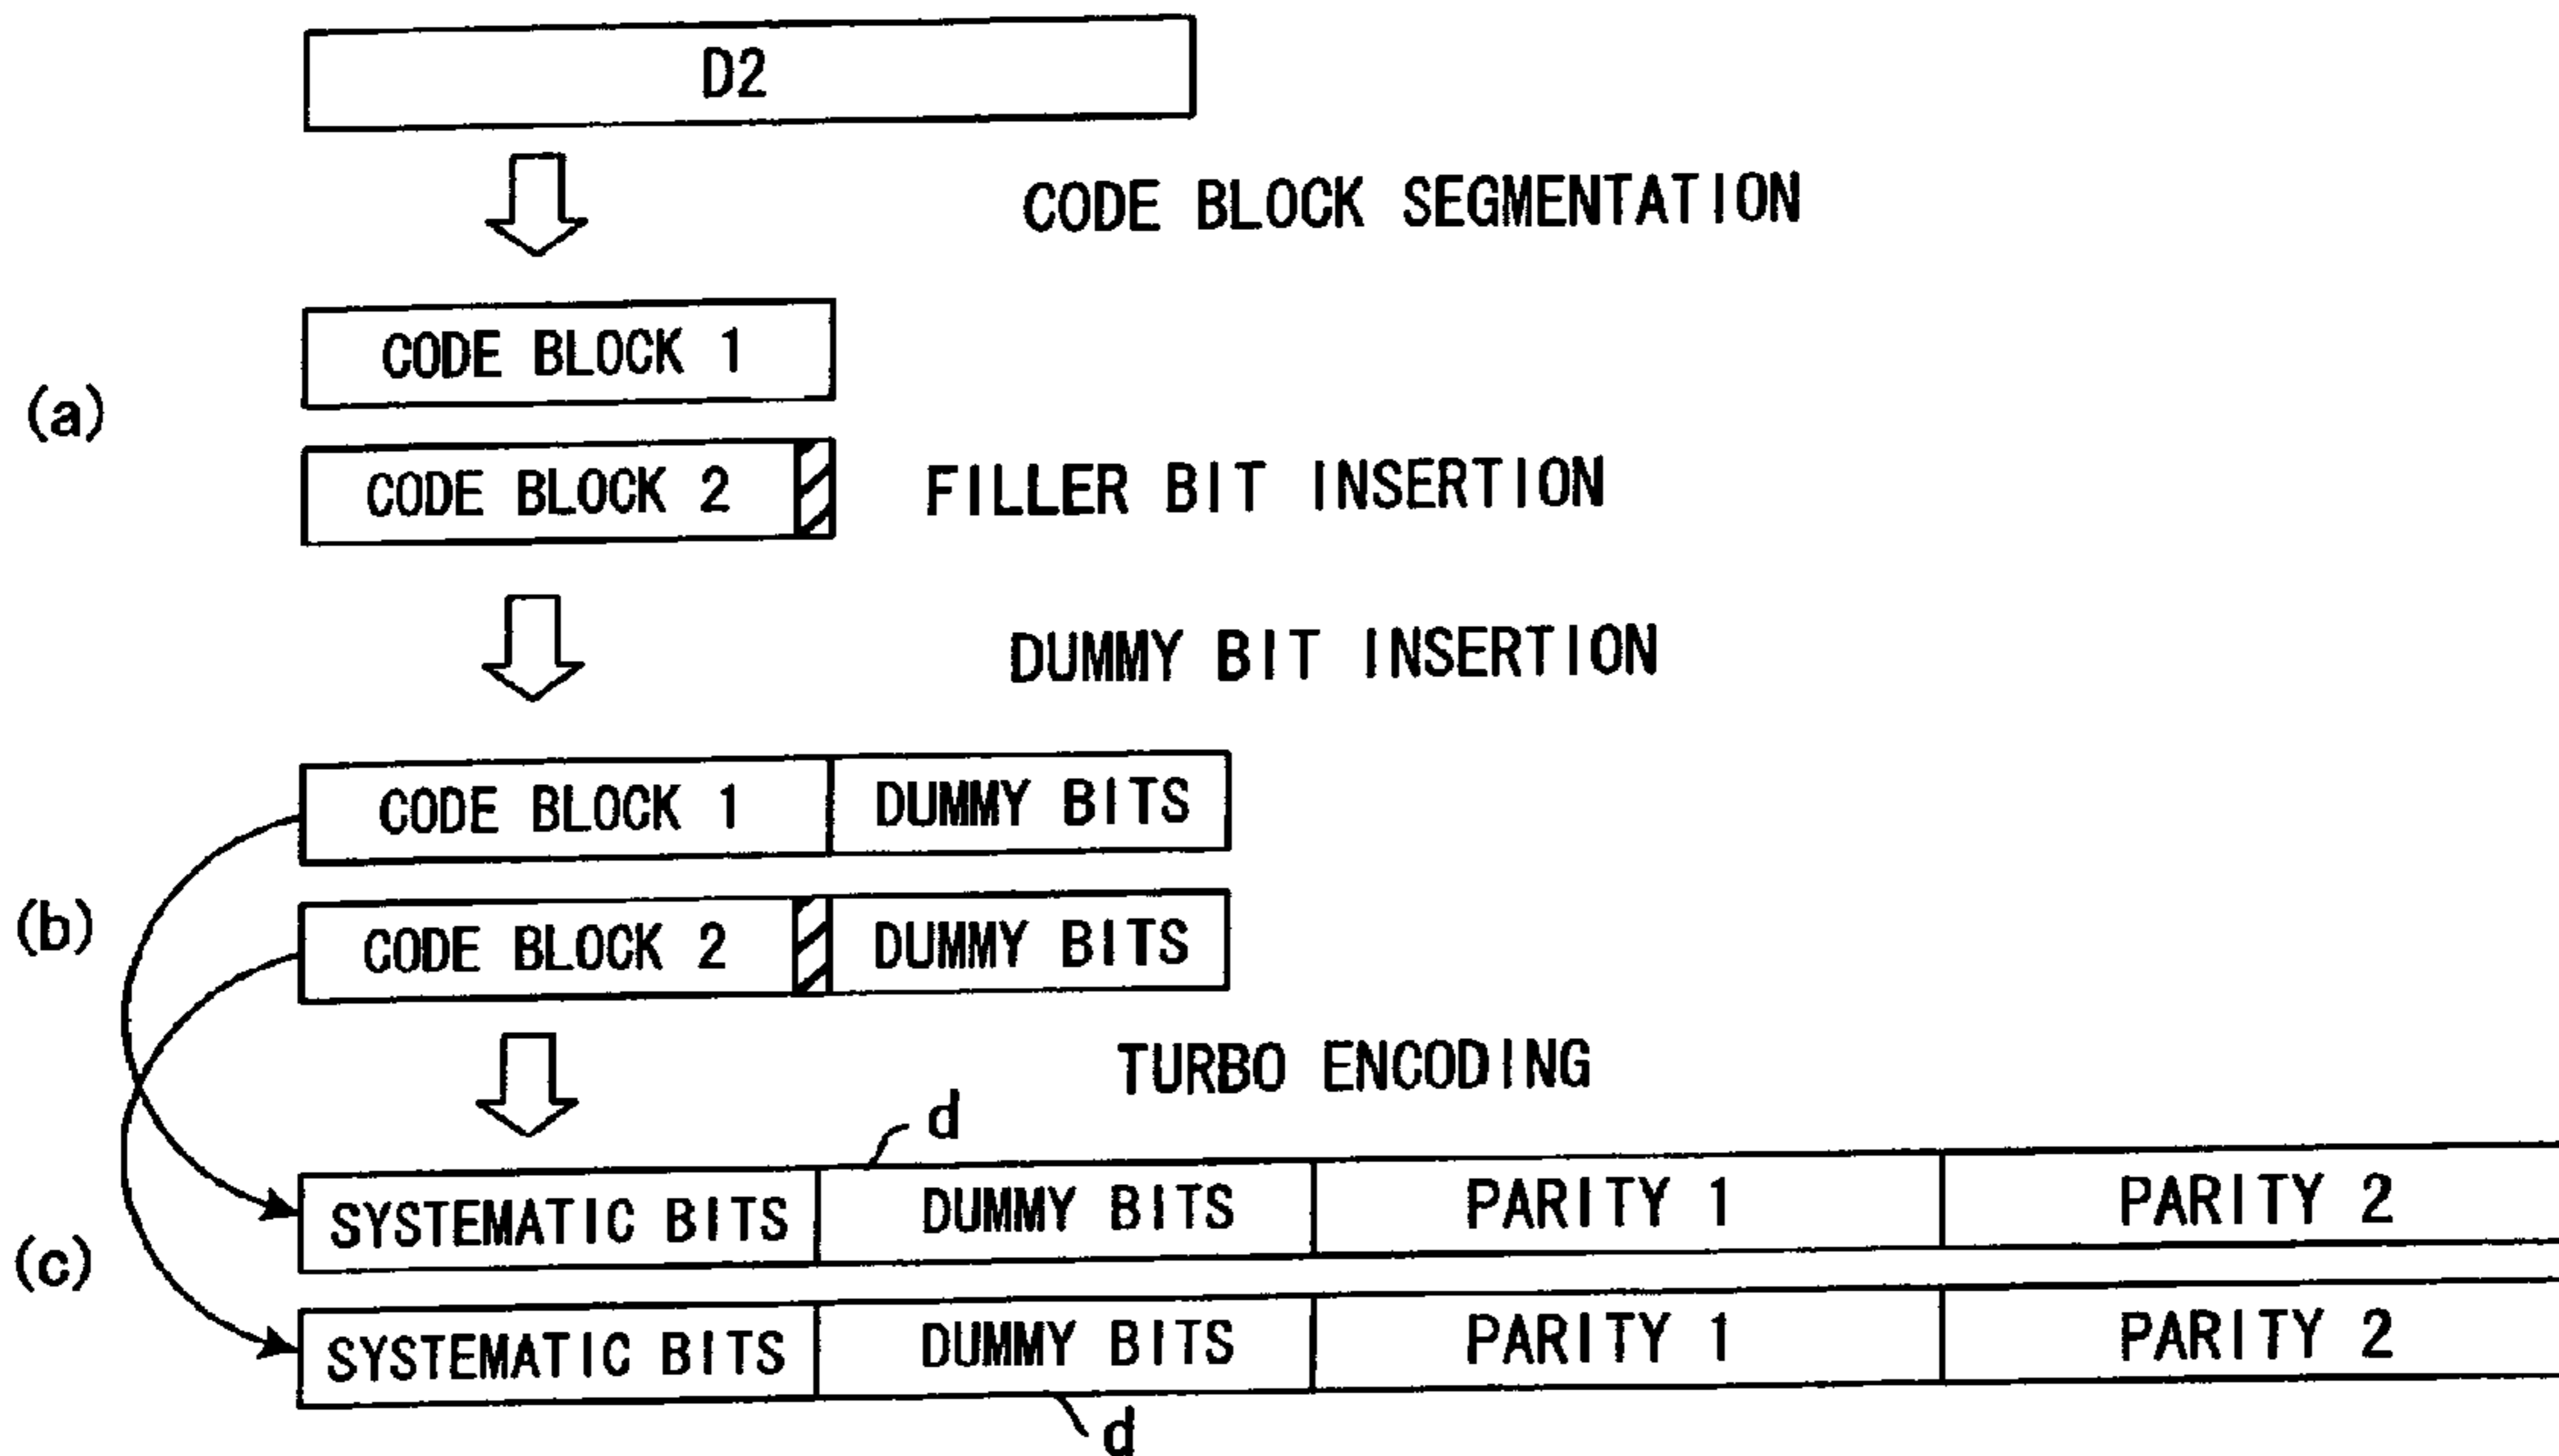 D2
CODE BLOCK SEGMENTATION
CODE BLOCK 1
(a)
CODE BLOCK 2 FILLER BIT INSERTION
DUMMY BIT INSERTION
CODE BLOCK 1 DUMMY BITS
(b)
CODE BLOCK 2 DUMMY BITS
TURBO ENCODING
d
SYSTEMATIC BITS DUMMY BITS PARITY 1 PARITY 2
(c)
SYSTEMATIC BITS DUMMY BITS PARITY 1 PARITY 2
d